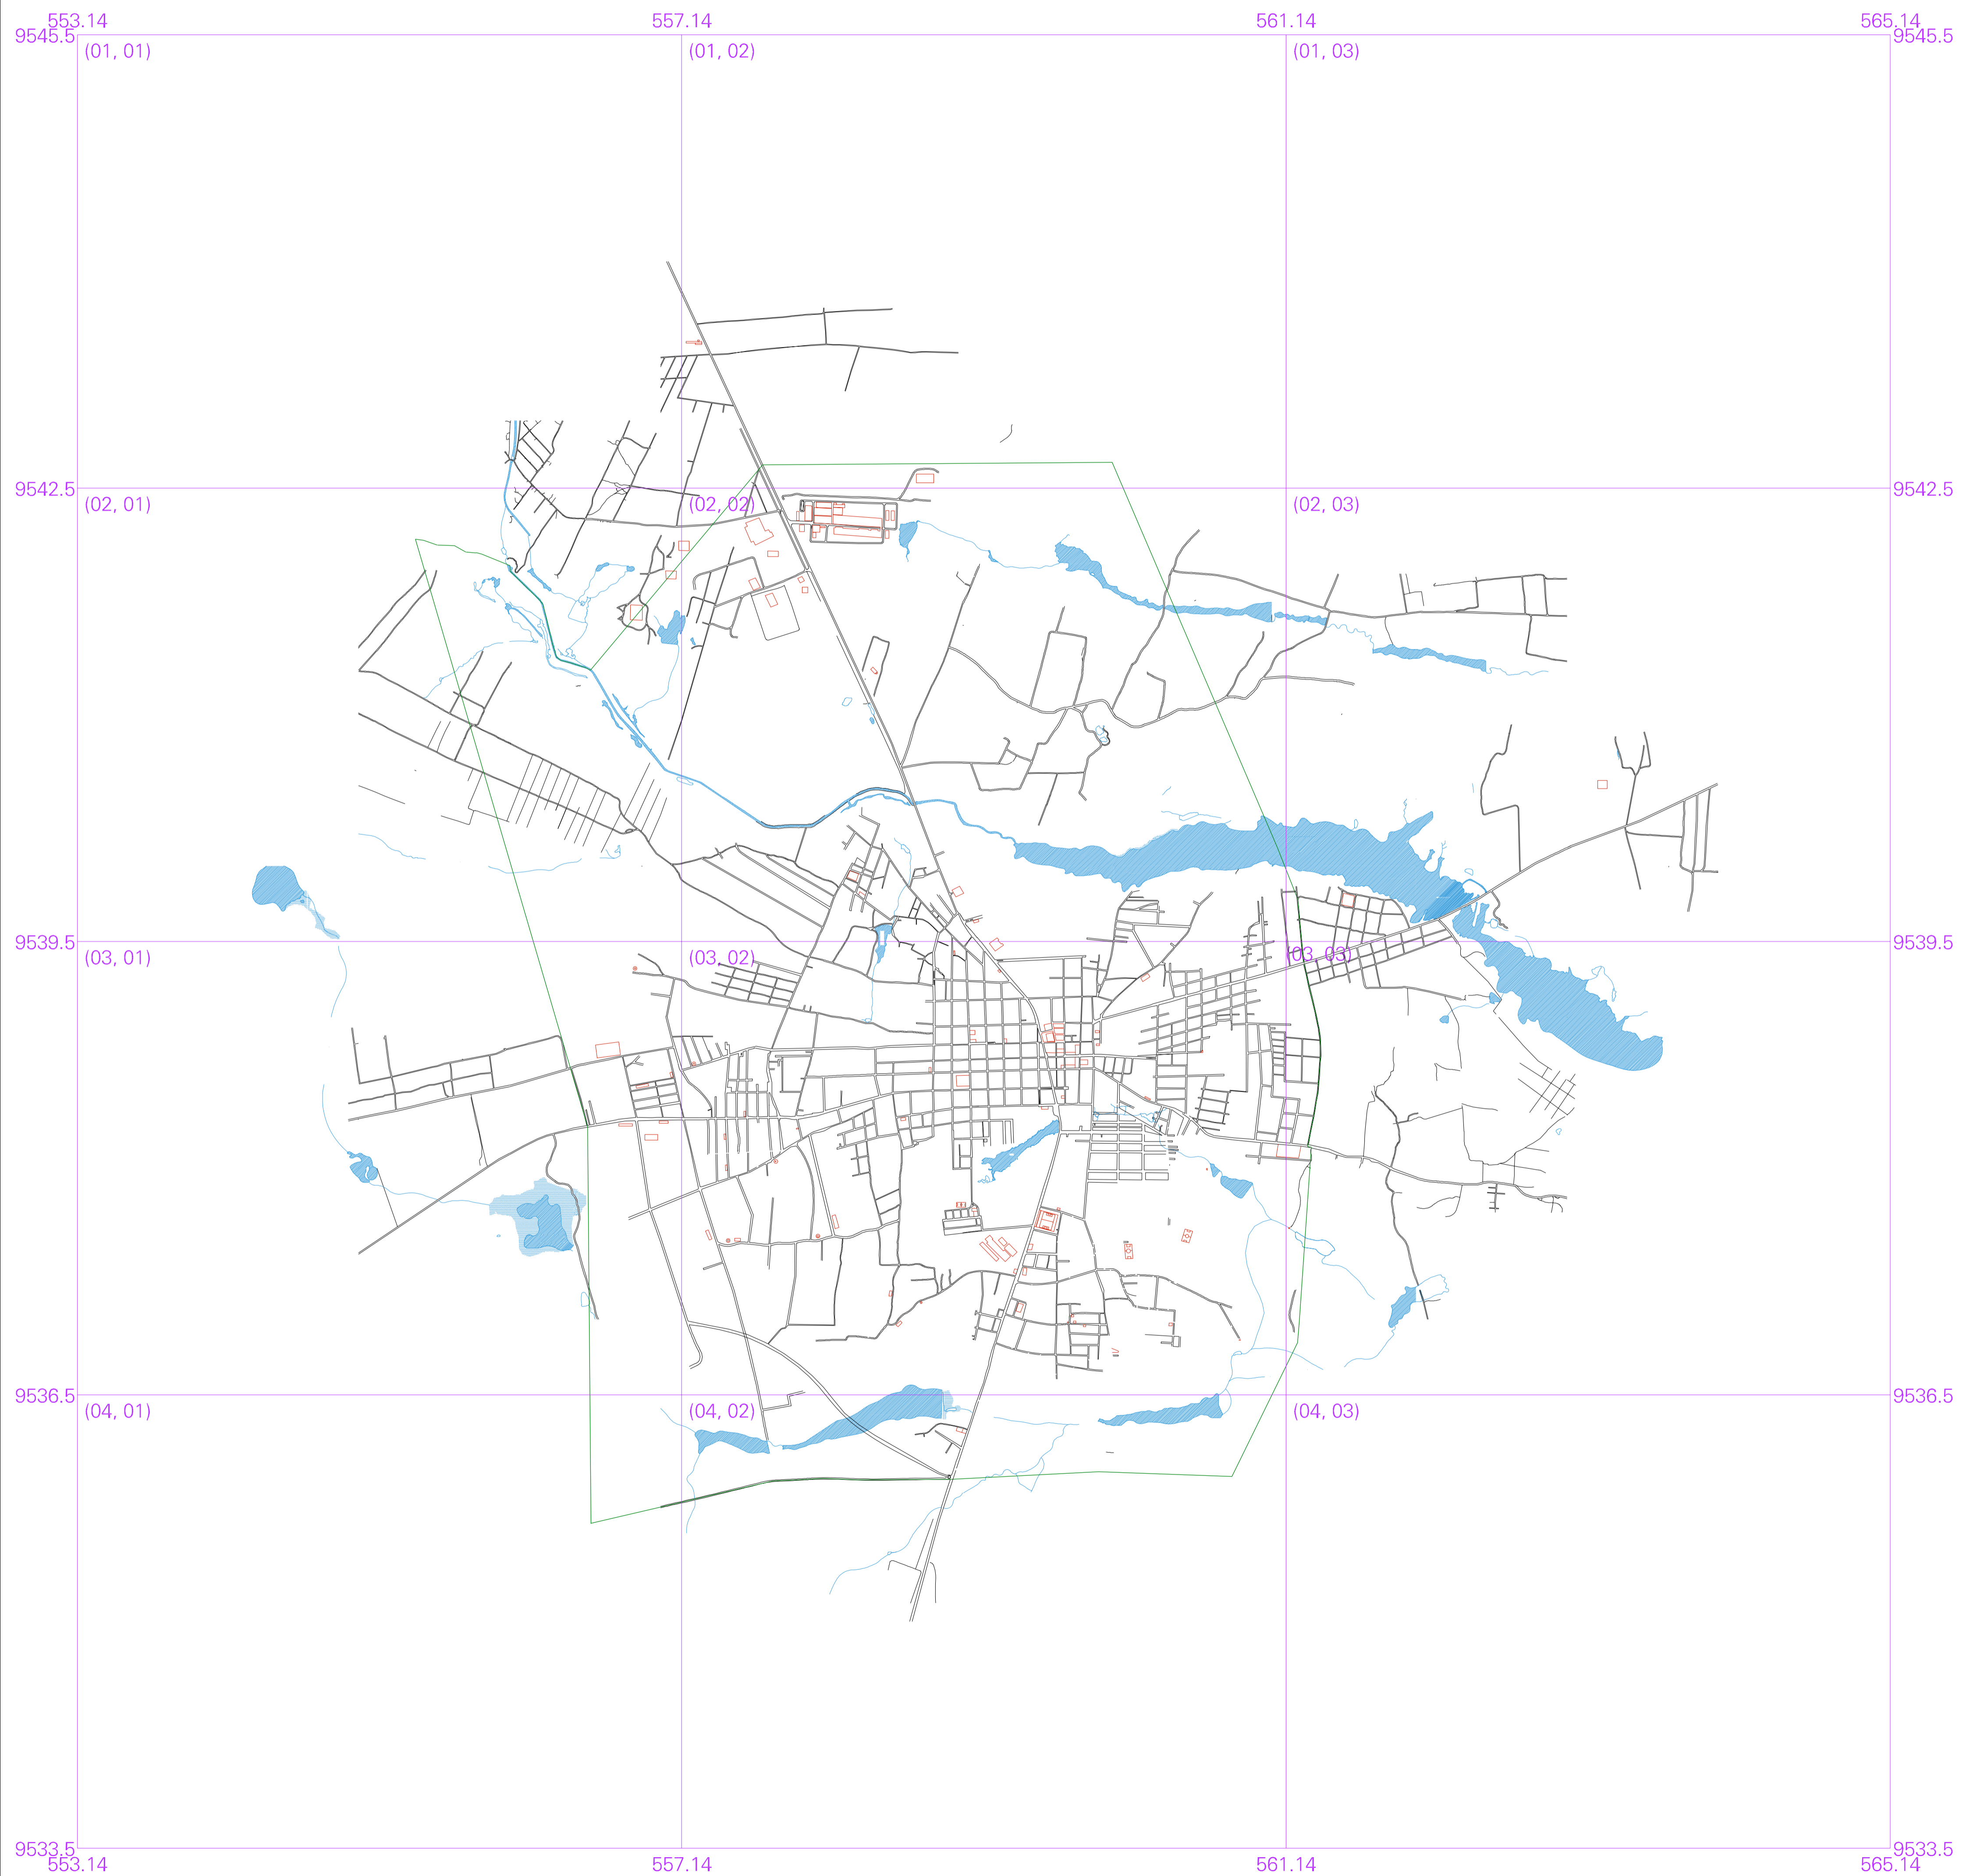 553.14 557.14 561.14 565.14
9545.5 9545.5
(01, 01) (01, 02) (01, 03)
9542.5 9542.5
(02, 01) (02, 02) (02, 03)
9539.5 9539.5
(03, 01) (03, 02) (03, 03)
9536.5 9536.5
(04, 01) (04, 02) (04, 03)
9533.5 9533.5
553.14 557.14 561.14 565.14